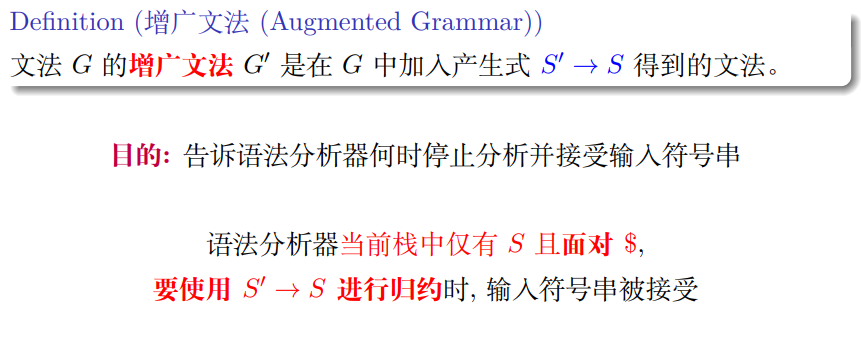 Definition (增广文法 (Augmented Grammar))
文法 G 的增广文法 G′ 是在 G 中加入产生式 S′ → S 得到的文法。
目的: 告诉语法分析器何时停止分析并接受输入符号串
语法分析器当前栈中仅有 S 且面对 $,
要使用 S′ → S 进行归约时, 输入符号串被接受